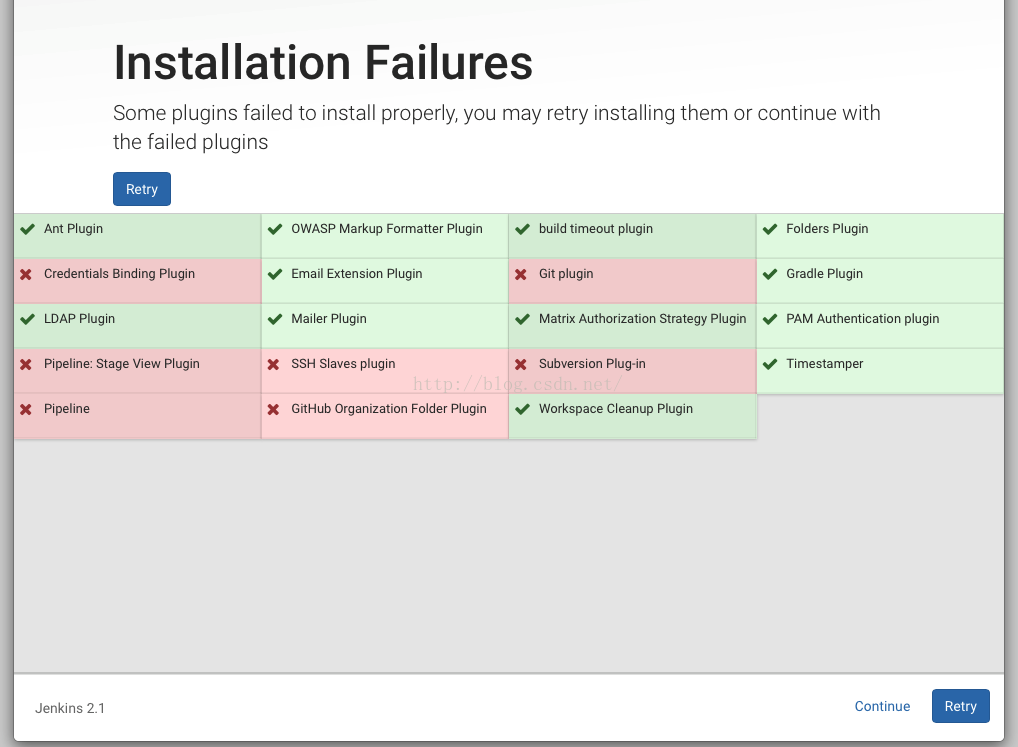 Installation Failures
Some plugins failed to install properly, you may retry installing them or continue with
the failed plugins
Retry
Ant Plugin
OWASP Markup Formatter Plugin
build timeout plugin
Folders Plugin
Credentials Binding Plugin
Email Extension Plugin
Git plugin
Gradle Plugin
LDAP Plugin
Mailer Plugin
Matrix Authorization Strategy Plugin
PAM Authentication plugin
Pipeline: Stage View Plugin
SSH Slaves plugin
Subversion Plug-in
Timestamper
http://blog.csdn.net/
Pipeline
GitHub Organization Folder Plugin
Workspace Cleanup Plugin
Jenkins 2.1
Continue
Retry